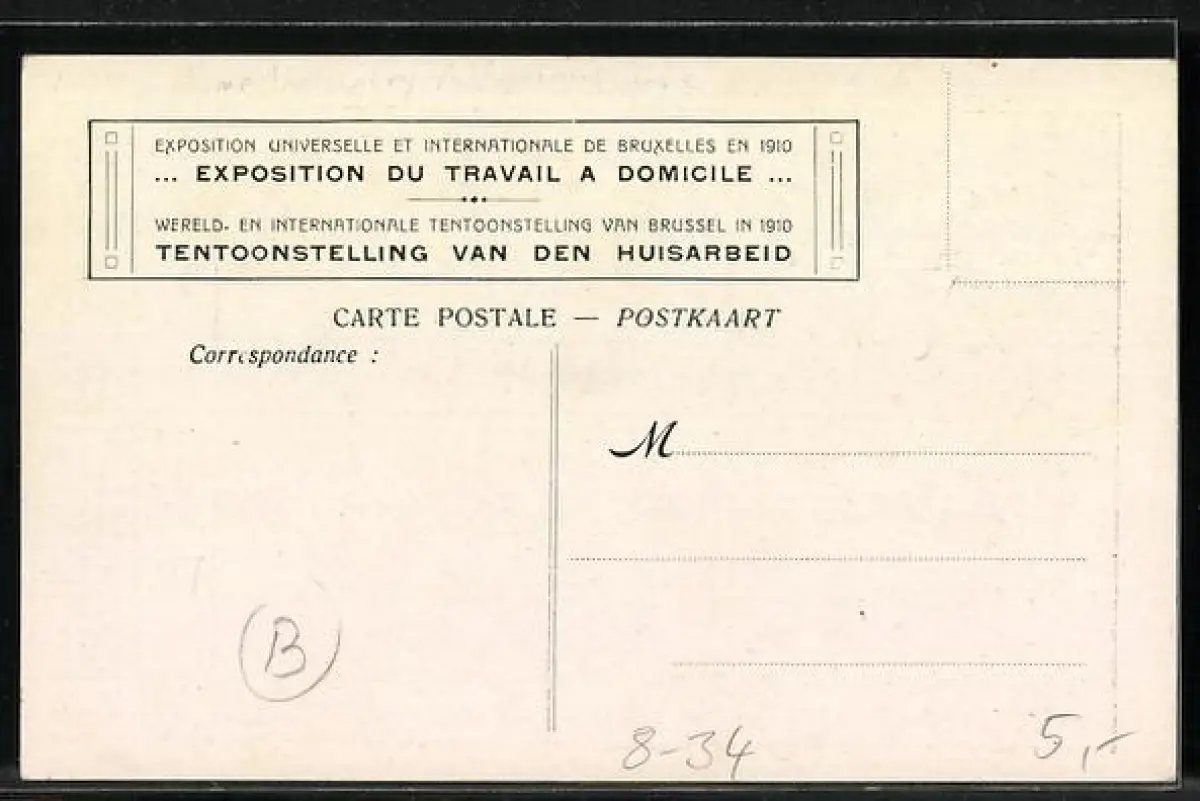 EXPOSITION UNIVERSELLE ET INTERNATIONALE DE BRUXELLES EN 1910
... EXPOSITION DU TRAVAIL A DOMICILE ...
WERELD- EN INTERNATIONALE TENTOONSTELLING VAN BRUSSEL IN 1910
TENTOONSTELLING VAN DEN HUISARBEID
CARTE POSTALE — POSTKAART
Correspondance :
M
B
8-34
5,-